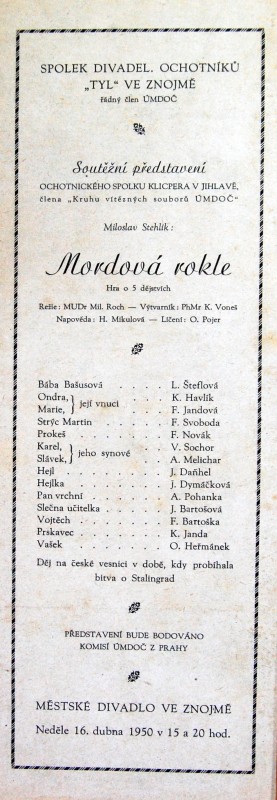 SPOLEK DIVADEL. OCHOTNÍKŮ
„TYL“ VE ZNOJMĚ
řádný člen ÚMDOČ
Soutěžní představení
OCHOTNICKÉHO SPOLKU KLICPERA V JIHLAVĚ,
člena „Kruhu vítězných souborů ÚMDOČ“
Miloslav Stehlík:
Mordová rokle
Hra o 5 dějstvích
Režie: MUDr Mil. Roch — Výtvarník: PhMr K. Voneš
Napověda: H. Mikulová — Líčení: O. Pojer
Bába Bašusová . . . . L. Šteflová
Ondra, } její vnuci . . . K. Havlík
Marie, F. Jandová
Strýc Martin . . . . F. Svoboda
Prokeš . . . . . . F. Novák
Karel, } jeho synové . . V. Sochor
Slávek, A. Melichar
Hejl . . . . . . . J. Daňhel
Hejlka . . . . . . J. Dymáčková
Pan vrchní . . . . . A. Pohanka
Slečna učitelka . . . . J. Bartošová
Vojtěch . . . . . . F. Bartoška
Prskavec . . . . . . K. Janda
Vašek . . . . . . O. Heřmánek
Děj na české vesnici v době, kdy probíhala
bitva o Stalingrad
PŘEDSTAVENÍ BUDE BODOVÁNO
KOMISÍ ÚMDOČ Z PRAHY
MĚSTSKÉ DIVADLO VE ZNOJMĚ
Neděle 16. dubna 1950 v 15 a 20 hod.